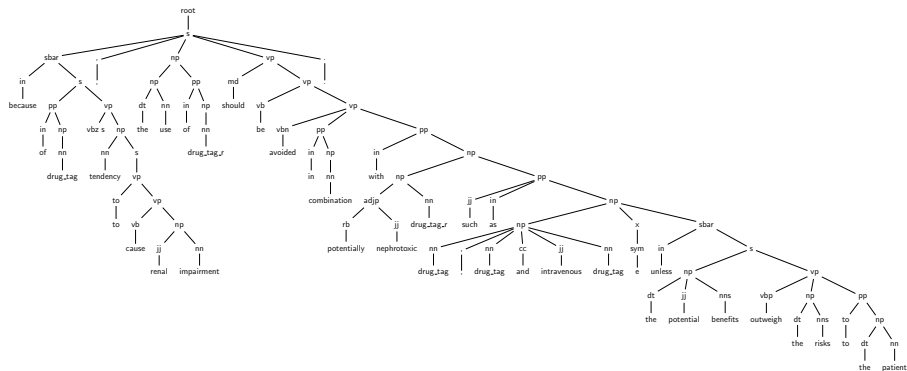 root
s
sbar , np vp .
in s , np pp md vp .
because pp vp dt nn in np should vb vp
in np vbz s np the use of nn be vbn pp pp
of nn nn s drug_tag_r avoided in np in np
drug_tag tendency vp in nn with np pp
to vp combination adjp nn jj in np
to vb np rb jj drug_tag_r such as np x sbar
cause jj nn potentially nephrotoxic nn , nn cc jj nn sym in s
renal impairment drug_tag , drug_tag and intravenous drug_tag e unless np vp
dt jj nns vbp np pp
the potential benefits outweigh dt nns to np
the risks to dt nn
the patient